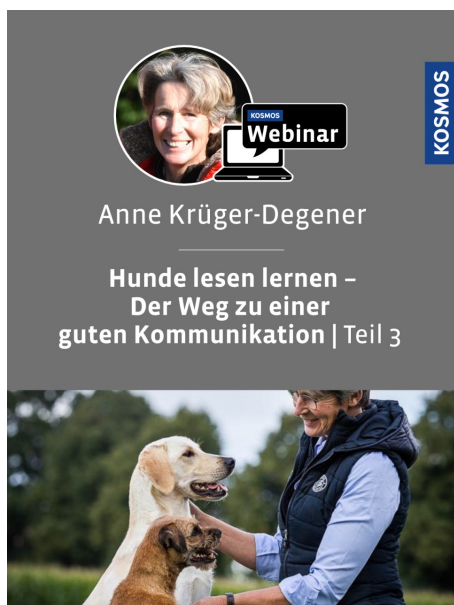 KOSMOS
KOSMOS
Webinar
Anne Krüger-Degener
Hunde lesen lernen –
Der Weg zu einer
guten Kommunikation | Teil 3